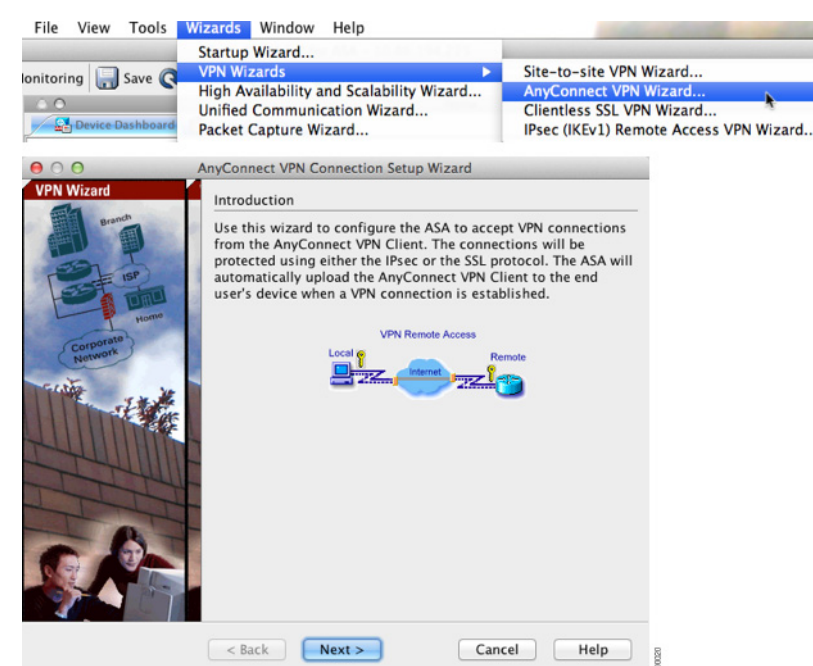 File View Tools Wizards Window Help
Startup Wizard...
VPN Wizards
High Availability and Scalability Wizard...
Unified Communication Wizard...
Packet Capture Wizard...
Site-to-site VPN Wizard...
AnyConnect VPN Wizard...
Clientless SSL VPN Wizard...
IPsec (IKEv1) Remote Access VPN Wizard...
onitoring Save
Device Dashboard
AnyConnect VPN Connection Setup Wizard
VPN Wizard
Branch
ISP
Home
Corporate
Network
Introduction
Use this wizard to configure the ASA to accept VPN connections
from the AnyConnect VPN Client. The connections will be
protected using either the IPsec or the SSL protocol. The ASA will
automatically upload the AnyConnect VPN Client to the end
user's device when a VPN connection is established.
VPN Remote Access
Local
Internet
Remote
< Back Next > Cancel Help